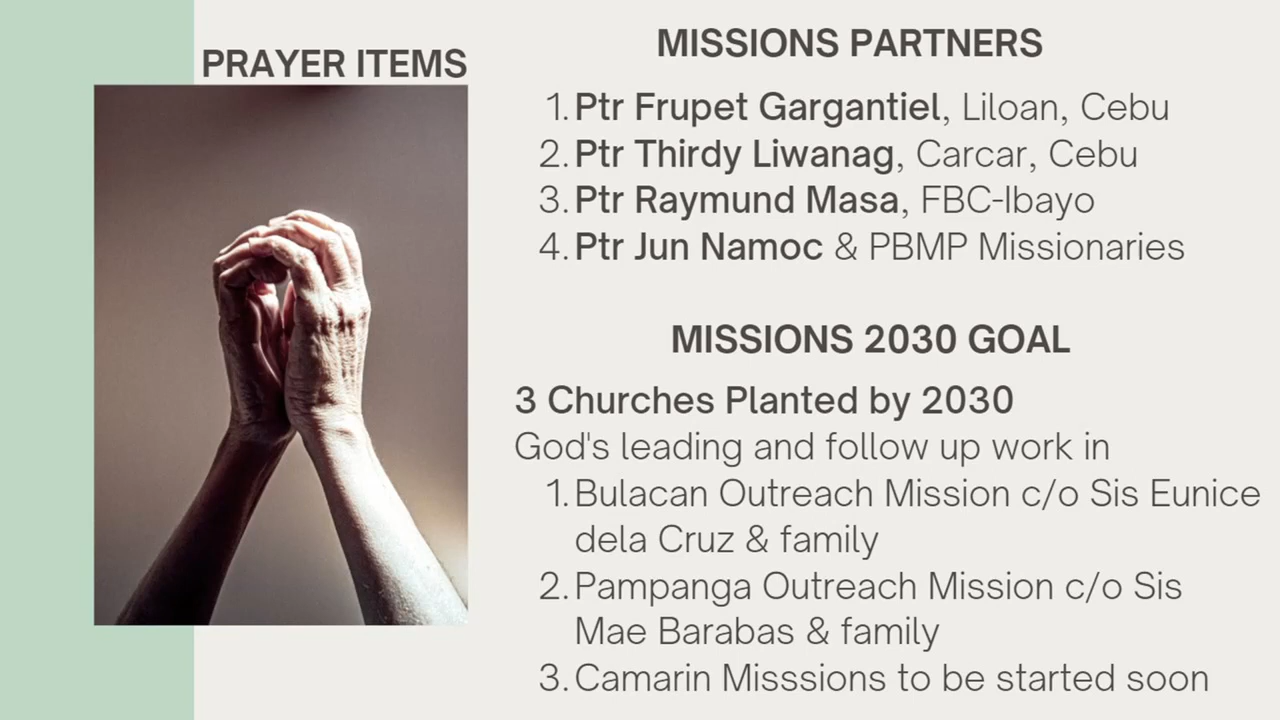 PRAYER ITEMS
MISSIONS PARTNERS
1. Ptr Frupet Gargantiel, Liloan, Cebu
2. Ptr Thirdy Liwanag, Carcar, Cebu
3. Ptr Raymund Masa, FBC-Ibayo
4. Ptr Jun Namoc & PBMP Missionaries
MISSIONS 2030 GOAL
3 Churches Planted by 2030
God's leading and follow up work in
1. Bulacan Outreach Mission c/o Sis Eunice
dela Cruz & family
2. Pampanga Outreach Mission c/o Sis
Mae Barabas & family
3. Camarin Misssions to be started soon